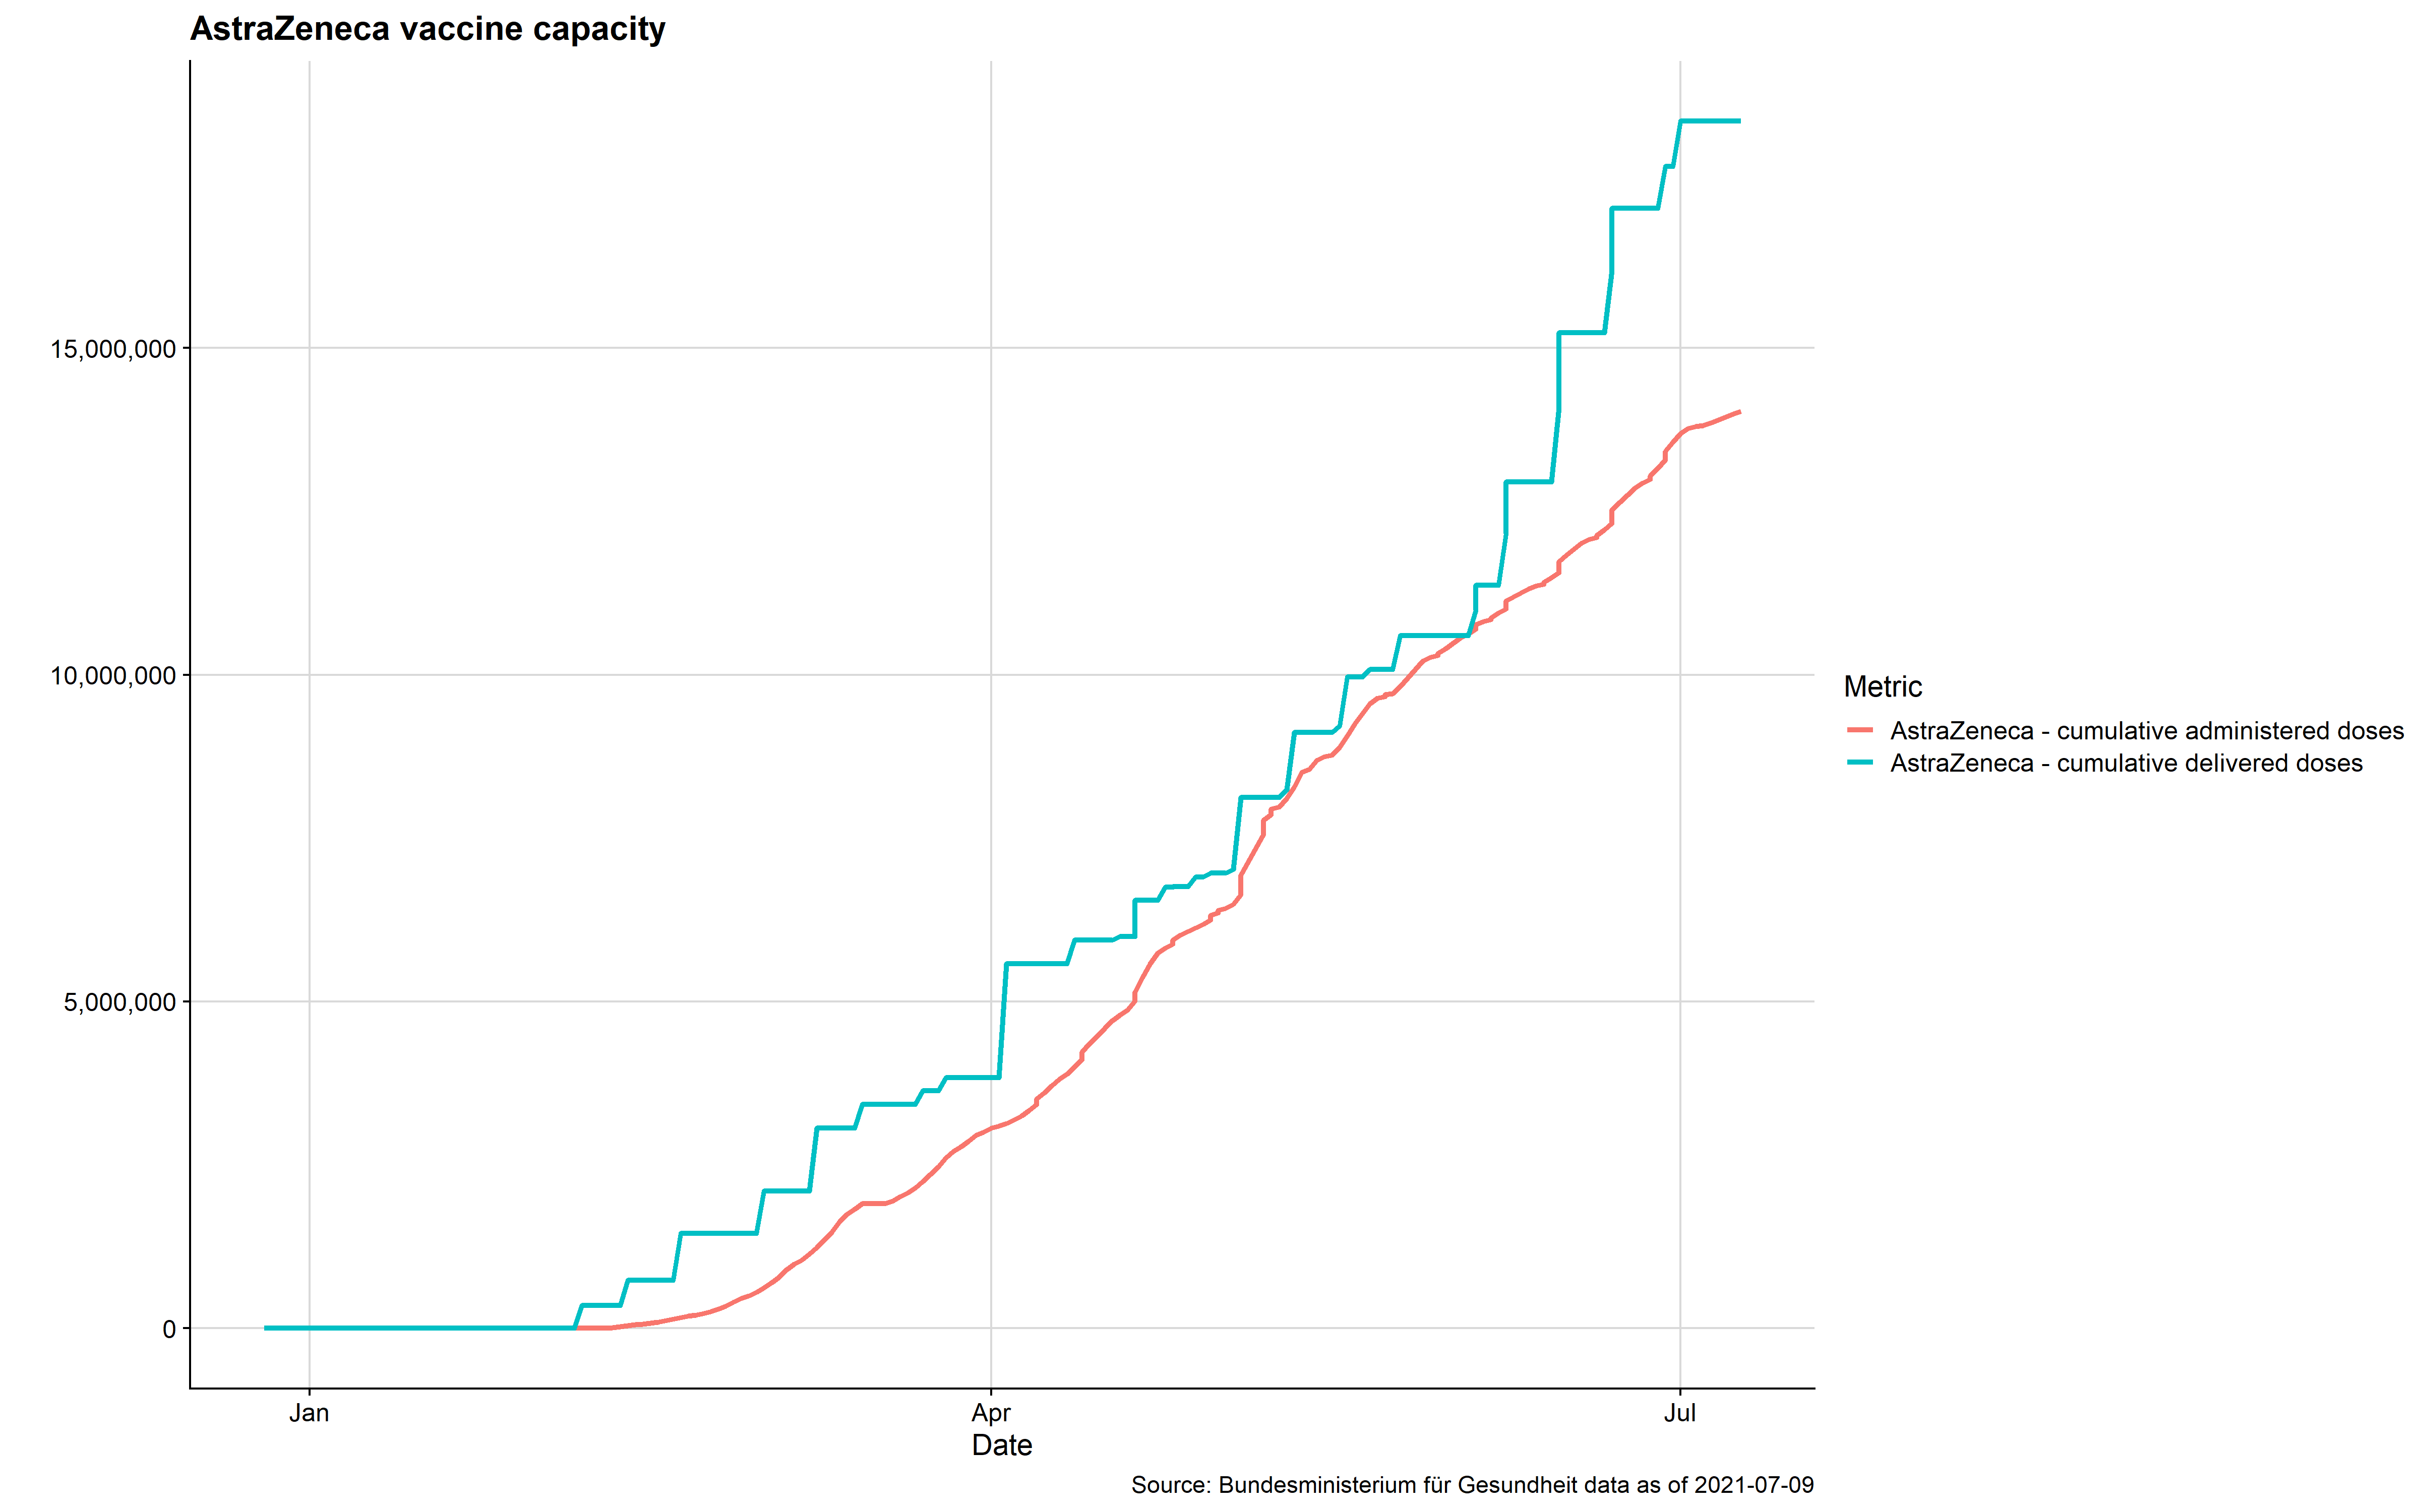 AstraZeneca vaccine capacity
15,000,000
10,000,000
5,000,000
0
Jan
Apr
Jul
Date
Metric
AstraZeneca - cumulative administered doses
AstraZeneca - cumulative delivered doses
Source: Bundesministerium für Gesundheit data as of 2021-07-09